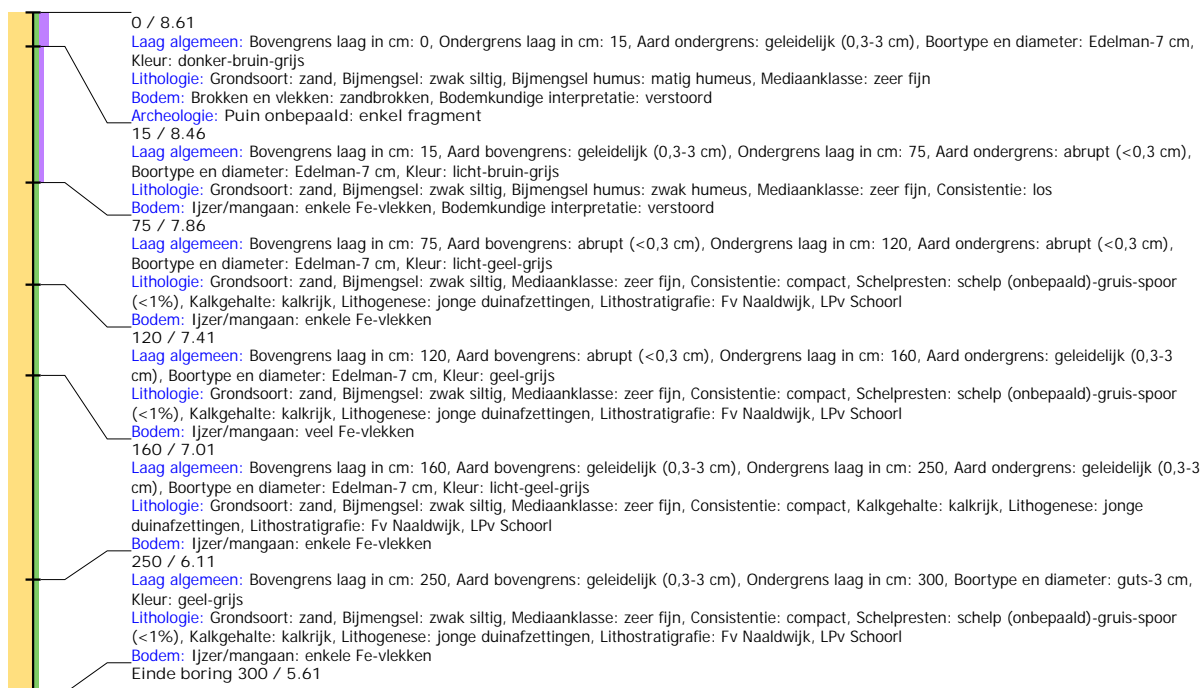 0 / 8.61
Laag algemeen: Bovengrens laag in cm: 0, Ondergrens laag in cm: 15, Aard ondergrens: geleidelijk (0,3-3 cm), Boortype en diameter: Edelman-7 cm,
Kleur: donker-bruin-grijs
Lithologie: Grondsoort: zand, Bijmengsel: zwak siltig, Bijmengsel humus: matig humeus, Mediaanklasse: zeer fijn
Bodem: Brokken en vlekken: zandbrokken, Bodemkundige interpretatie: verstoord
Archeologie: Puin onbepaald: enkel fragment
15 / 8.46
Laag algemeen: Bovengrens laag in cm: 15, Aard bovengrens: geleidelijk (0,3-3 cm), Ondergrens laag in cm: 75, Aard ondergrens: abrupt (<0,3 cm),
Boortype en diameter: Edelman-7 cm, Kleur: licht-bruin-grijs
Lithologie: Grondsoort: zand, Bijmengsel: zwak siltig, Bijmengsel humus: zwak humeus, Mediaanklasse: zeer fijn, Consistentie: los
Bodem: Ijzer/mangaan: enkele Fe-vlekken, Bodemkundige interpretatie: verstoord
75 / 7.86
Laag algemeen: Bovengrens laag in cm: 75, Aard bovengrens: abrupt (<0,3 cm), Ondergrens laag in cm: 120, Aard ondergrens: abrupt (<0,3 cm),
Boortype en diameter: Edelman-7 cm, Kleur: licht-geel-grijs
Lithologie: Grondsoort: zand, Bijmengsel: zwak siltig, Mediaanklasse: zeer fijn, Consistentie: compact, Schelpresten: schelp (onbepaald)-gruis-spoor
(<1%), Kalkgehalte: kalkrijk, Lithogenese: jonge duinafzettingen, Lithostratigrafie: Fv Naaldwijk, LPv Schoorl
Bodem: Ijzer/mangaan: enkele Fe-vlekken
120 / 7.41
Laag algemeen: Bovengrens laag in cm: 120, Aard bovengrens: abrupt (<0,3 cm), Ondergrens laag in cm: 160, Aard ondergrens: geleidelijk (0,3-3
cm), Boortype en diameter: Edelman-7 cm, Kleur: geel-grijs
Lithologie: Grondsoort: zand, Bijmengsel: zwak siltig, Mediaanklasse: zeer fijn, Consistentie: compact, Schelpresten: schelp (onbepaald)-gruis-spoor
(<1%), Kalkgehalte: kalkrijk, Lithogenese: jonge duinafzettingen, Lithostratigrafie: Fv Naaldwijk, LPv Schoorl
Bodem: Ijzer/mangaan: veel Fe-vlekken
160 / 7.01
Laag algemeen: Bovengrens laag in cm: 160, Aard bovengrens: geleidelijk (0,3-3 cm), Ondergrens laag in cm: 250, Aard ondergrens: geleidelijk (0,3-3
cm), Boortype en diameter: Edelman-7 cm, Kleur: licht-geel-grijs
Lithologie: Grondsoort: zand, Bijmengsel: zwak siltig, Mediaanklasse: zeer fijn, Consistentie: compact, Kalkgehalte: kalkrijk, Lithogenese: jonge
duinafzettingen, Lithostratigrafie: Fv Naaldwijk, LPv Schoorl
Bodem: Ijzer/mangaan: enkele Fe-vlekken
250 / 6.11
Laag algemeen: Bovengrens laag in cm: 250, Aard bovengrens: geleidelijk (0,3-3 cm), Ondergrens laag in cm: 300, Boortype en diameter: guts-3 cm,
Kleur: geel-grijs
Lithologie: Grondsoort: zand, Bijmengsel: zwak siltig, Mediaanklasse: zeer fijn, Consistentie: compact, Schelpresten: schelp (onbepaald)-gruis-spoor
(<1%), Kalkgehalte: kalkrijk, Lithogenese: jonge duinafzettingen, Lithostratigrafie: Fv Naaldwijk, LPv Schoorl
Bodem: Ijzer/mangaan: enkele Fe-vlekken
Einde boring 300 / 5.61